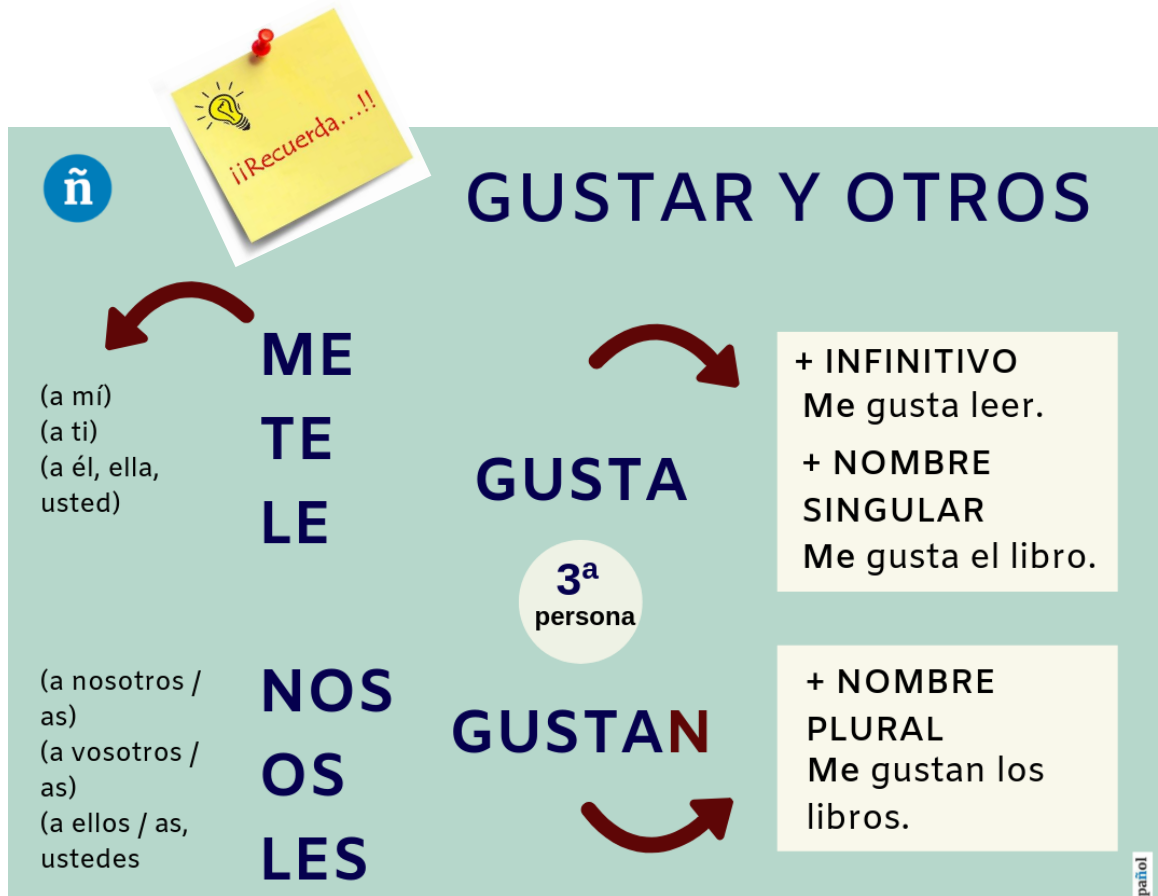 ¡¡Recuerda...!!
ñ
GUSTAR Y OTROS
(a mí)
(a ti)
(a él, ella,
usted)
ME
TE
LE
GUSTA
+ INFINITIVO
Me gusta leer.
+ NOMBRE
SINGULAR
Me gusta el libro.
3ª
persona
(a nosotros /
as)
(a vosotros /
as)
(a ellos / as,
ustedes
NOS
OS
LES
GUSTAN
+ NOMBRE
PLURAL
Me gustan los
libros.
pañol